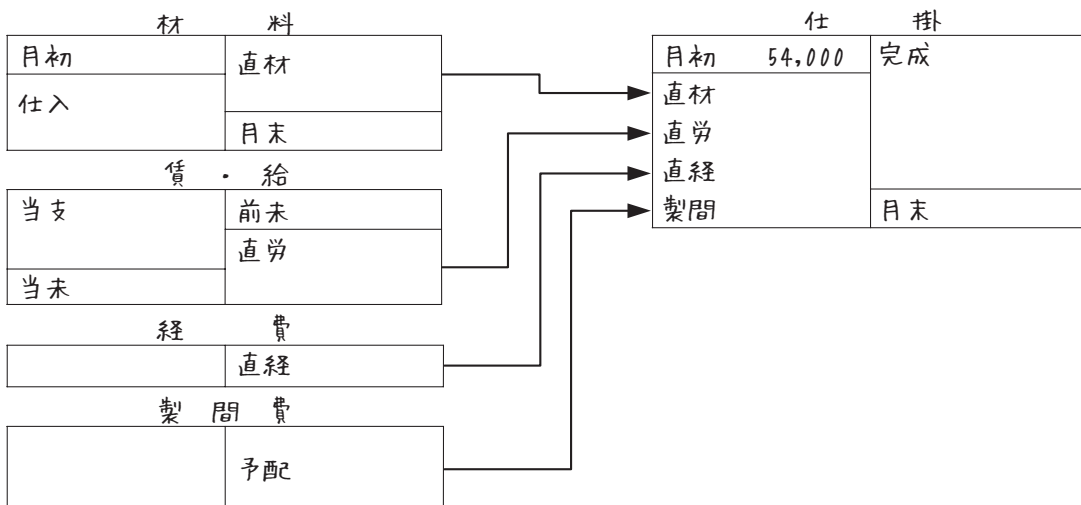 材料
月初
直材
仕入
月末
賃・給
当支
前未
直労
当未
経費
直経
製間費
予配
仕掛
月初 54,000
完成
直材
直労
直経
製間
月末